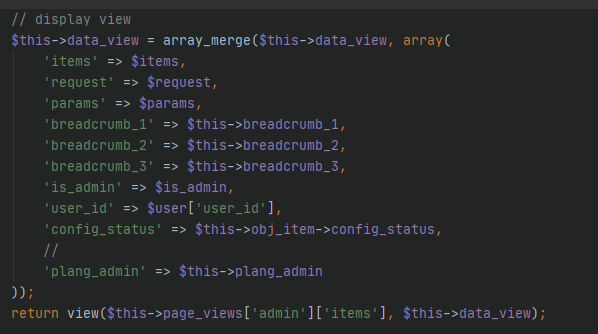 // display view
$this->data_view = array_merge($this->data_view, array(
'items' => $items,
'request' => $request,
'params' => $params,
'breadcrumb_1' => $this->breadcrumb_1,
'breadcrumb_2' => $this->breadcrumb_2,
'breadcrumb_3' => $this->breadcrumb_3,
'is_admin' => $is_admin,
'user_id' => $user['user_id'],
'config_status' => $this->obj_item->config_status,
//
'plang_admin' => $this->plang_admin
));
return view($this->page_views['admin']['items'], $this->data_view);